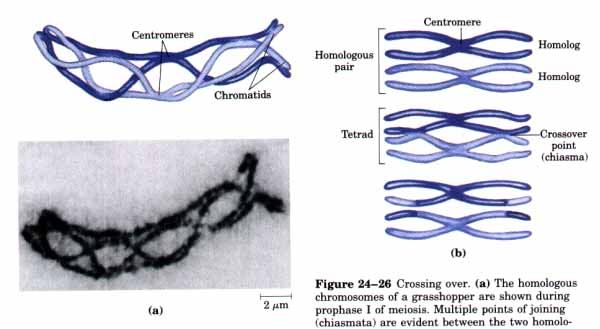 Centromeres
Chromatids
2 μm
(a)
Centromere
Homologous
pair
Homolog
Homolog
Tetrad
Crossover
point
(chiasma)
(b)
Figure 24–26 Crossing over. (a) The homologous
chromosomes of a grasshopper are shown during
prophase I of meiosis. Multiple points of joining
(chiasmata) are evident between the two homolo-